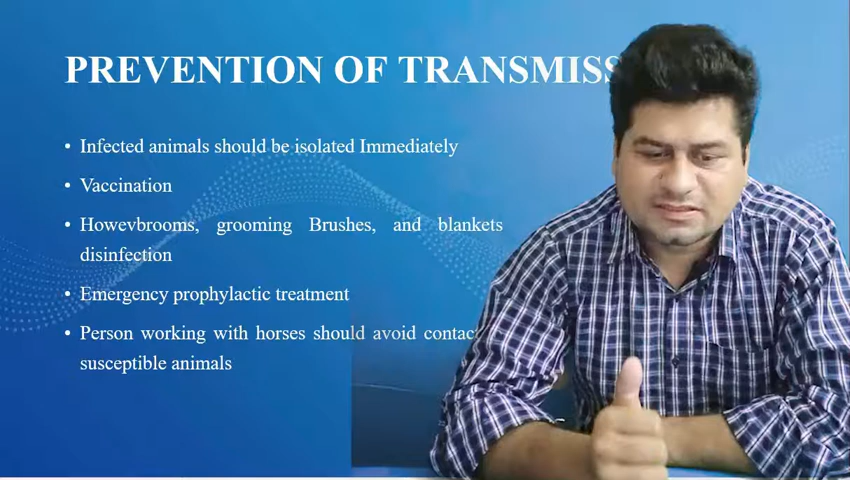 PREVENTION OF TRANSMISS
• Infected animals should be isolated Immediately
• Vaccination
• Howevbrooms, grooming Brushes, and blankets
disinfection
• Emergency prophylactic treatment
• Person working with horses should avoid contact
susceptible animals